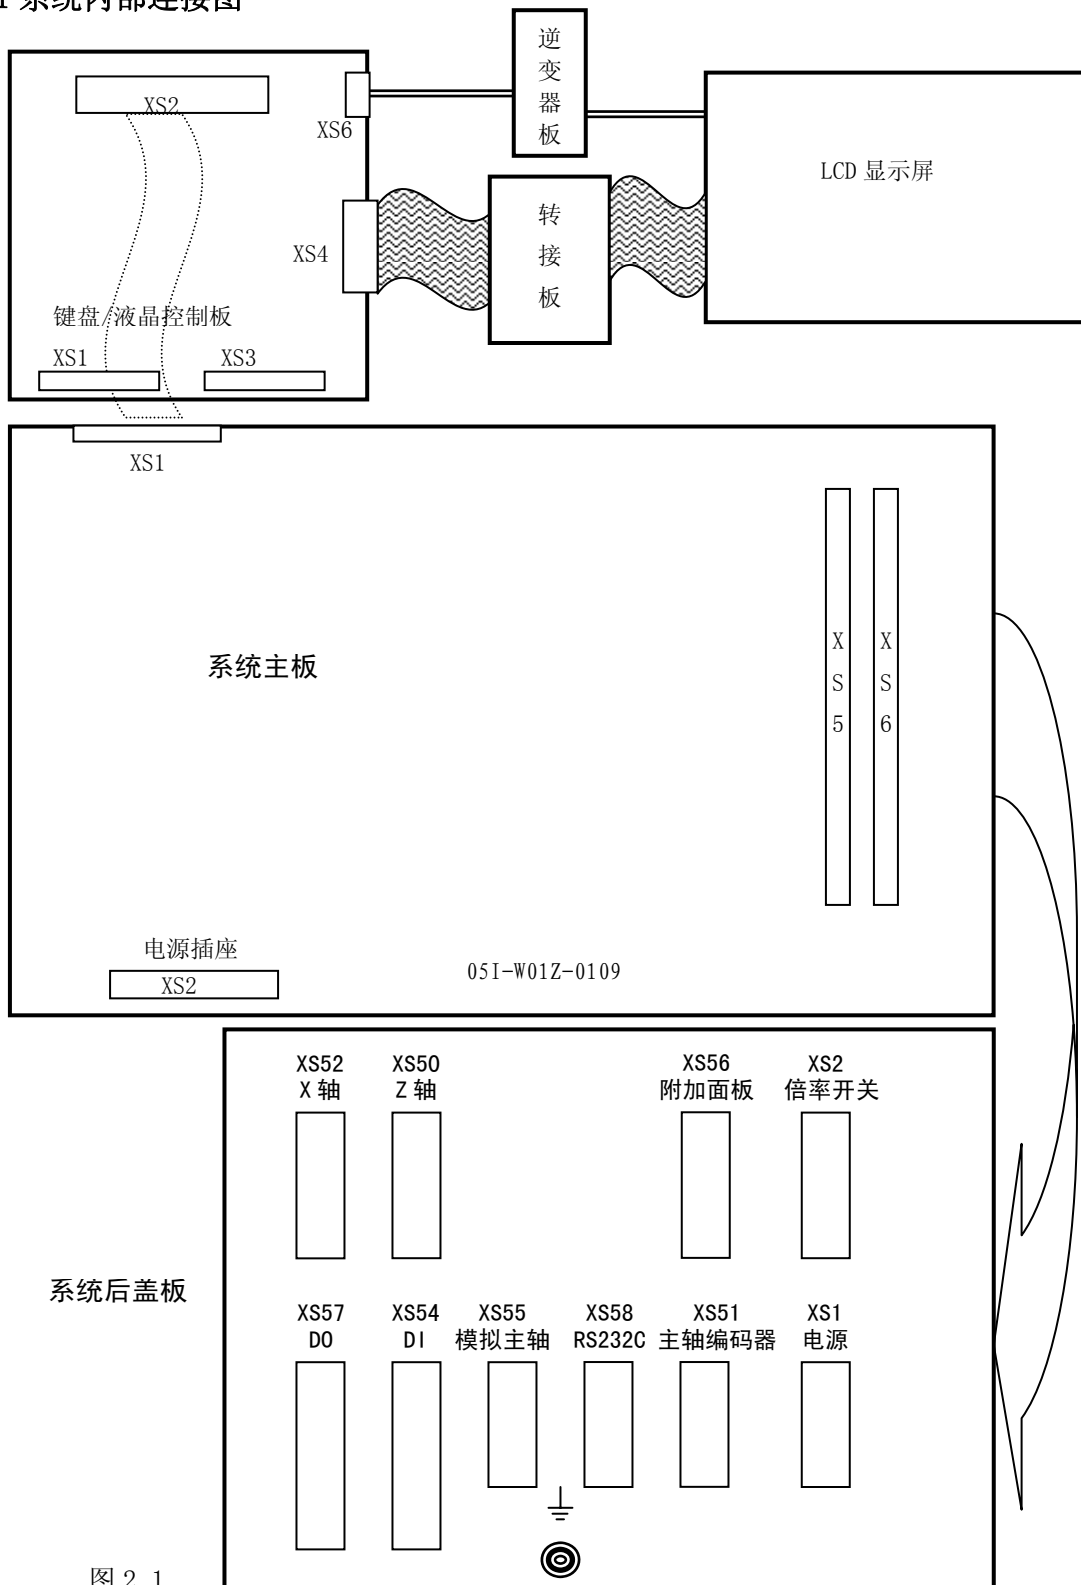 系统内部连接图
逆变器板
XS2
XS6
LCD 显示屏
转接板
XS4
键盘/液晶控制板
XS1
XS3
XS1
XS5
XS6
系统主板
电源插座
XS2
05I-W01Z-0109
XS52
X 轴
XS50
Z 轴
XS56
附加面板
XS2
倍率开关
系统后盖板
XS57
DO
XS54
DI
XS55
模拟主轴
XS58
RS232C
XS51
主轴编码器
XS1
电源
图 2.1